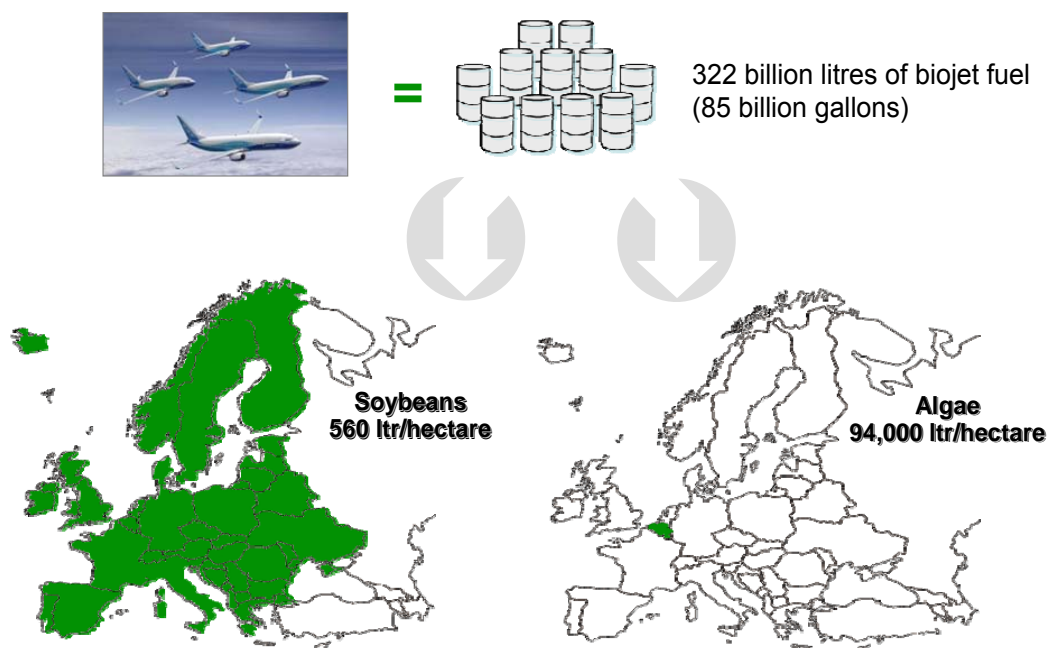 322 billion litres of biojet fuel
(85 billion gallons)
Soybeans
560 ltr/hectare
Algae
94,000 ltr/hectare